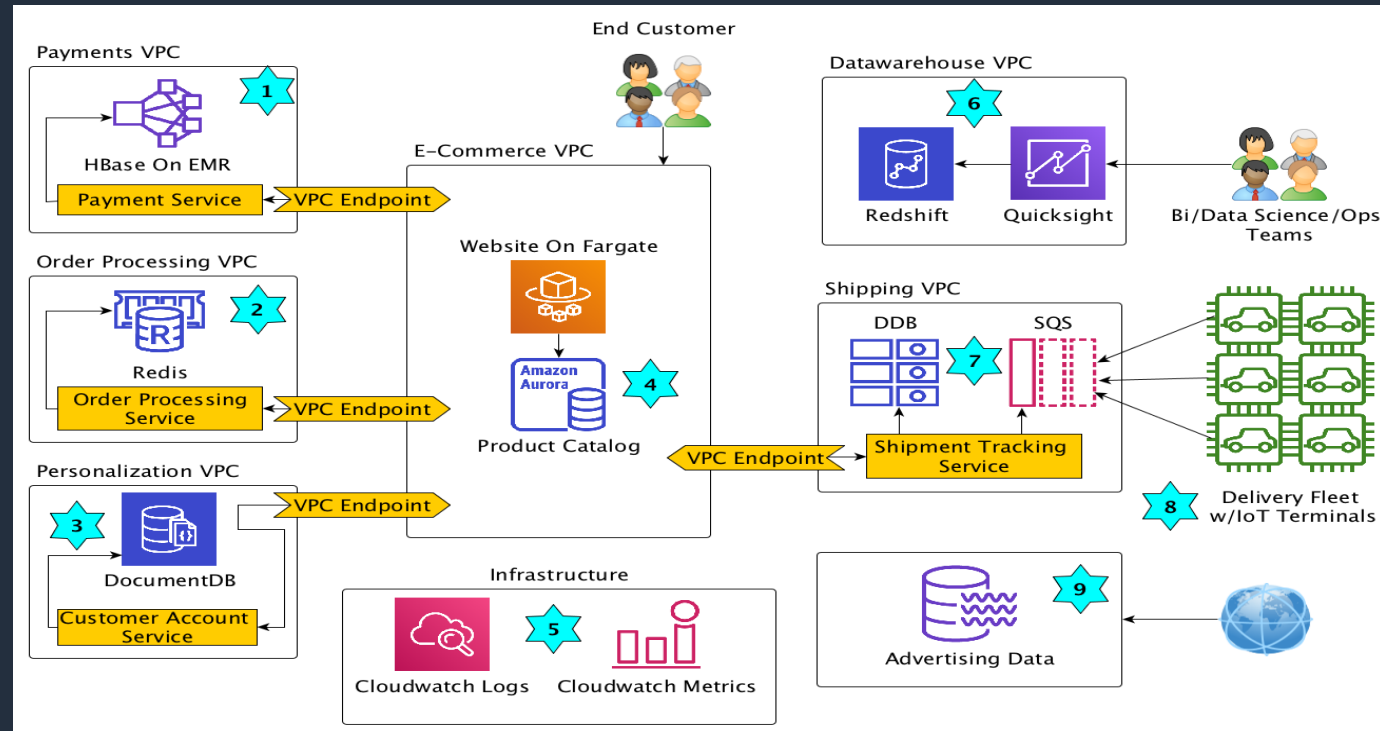 End Customer
Payments VPC
1
HBase On EMR
Payment Service
VPC Endpoint
Order Processing VPC
2
R
Redis
Order Processing
Service
VPC Endpoint
Personalization VPC
3
DocumentDB
Customer Account
Service
VPC Endpoint
E-Commerce VPC
Website On Fargate
Amazon
Aurora
4
Product Catalog
VPC Endpoint
Infrastructure
5
Cloudwatch Logs
Cloudwatch Metrics
Datawarehouse VPC
6
Redshift
Quicksight
Bi/Data Science/Ops
Teams
Shipping VPC
DDB
SQS
7
Shipment Tracking
Service
8
Delivery Fleet
w/IoT Terminals
9
Advertising Data